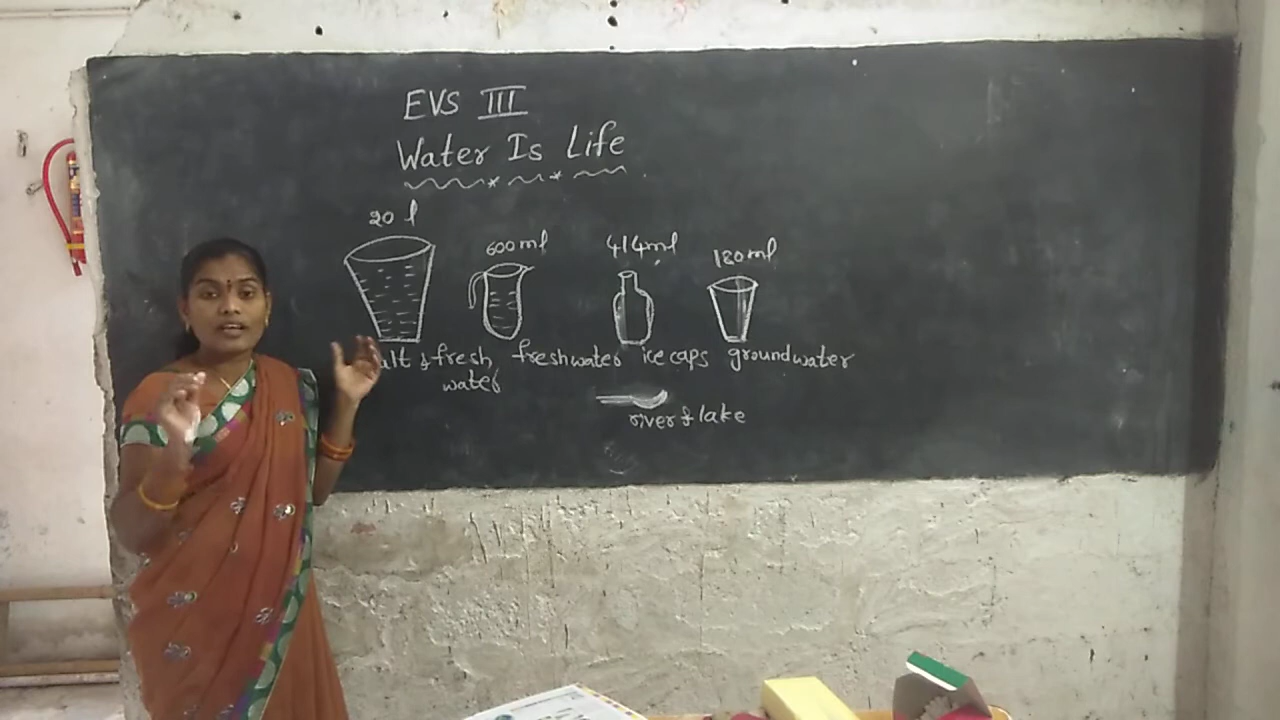 EVS III
Water Is Life
20 l 600 ml 414 ml 180 ml
alt & fresh freshwater ice caps groundwater
water
river & lake